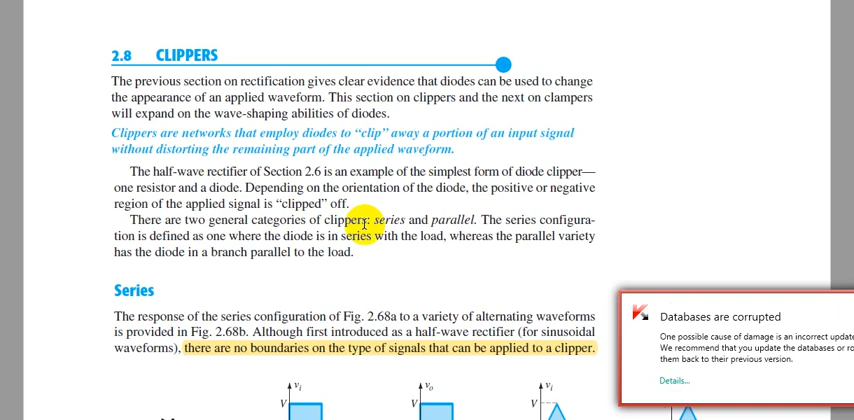 2.8 CLIPPERS
The previous section on rectification gives clear evidence that diodes can be used to change
the appearance of an applied waveform. This section on clippers and the next on clampers
will expand on the wave-shaping abilities of diodes.
Clippers are networks that employ diodes to “clip” away a portion of an input signal
without distorting the remaining part of the applied waveform.
The half-wave rectifier of Section 2.6 is an example of the simplest form of diode clipper—
one resistor and a diode. Depending on the orientation of the diode, the positive or negative
region of the applied signal is “clipped” off.
There are two general categories of clippers: series and parallel. The series configura-
tion is defined as one where the diode is in series with the load, whereas the parallel variety
has the diode in a branch parallel to the load.
Series
The response of the series configuration of Fig. 2.68a to a variety of alternating waveforms
is provided in Fig. 2.68b. Although first introduced as a half-wave rectifier (for sinusoidal
waveforms), there are no boundaries on the type of signals that can be applied to a clipper.
Databases are corrupted
One possible cause of damage is an incorrect update
We recommend that you update the databases or ro
them back to their previous version.
Details...
vi vo vi
V V V